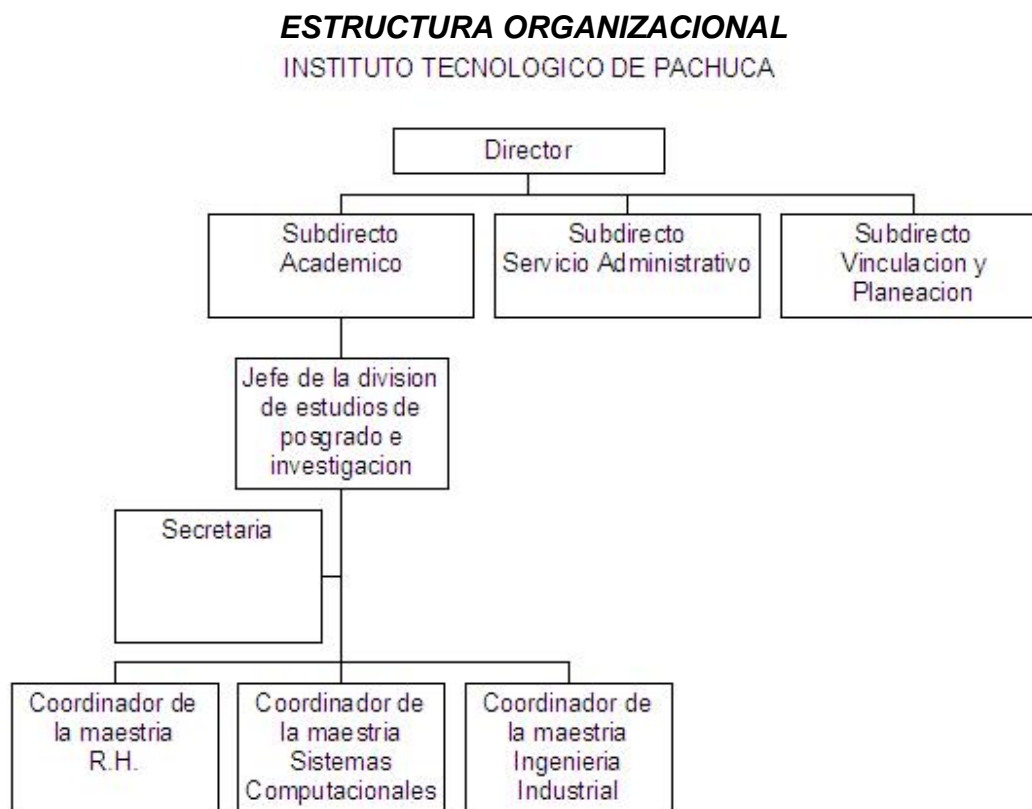 ESTRUCTURA ORGANIZACIONAL
INSTITUTO TECNOLOGICO DE PACHUCA
Director
Subdirecto
Academico
Subdirecto
Servicio Administrativo
Subdirecto
Vinculacion y
Planeacion
Jefe de la division
de estudios de
posgrado e
investigacion
Secretaria
Coordinador de
la maestria
R.H.
Coordinador de
la maestria
Sistemas
Computacionales
Coordinador de
la maestria
Ingenieria
Industrial